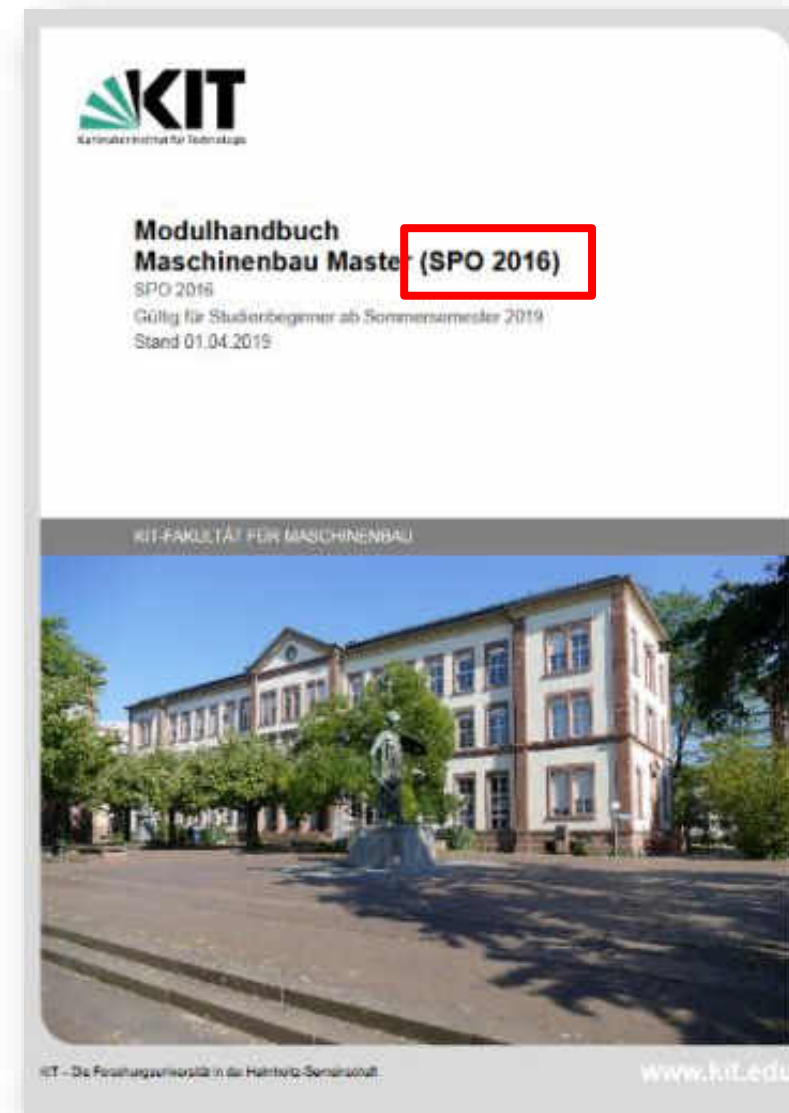 KIT
Karlsruher Institut für Technologie
Modulhandbuch
Maschinenbau Master (SPO 2016)
SPO 2016
Gültig für Studienbeginner ab Sommersemester 2019
Stand 01.04.2019
KIT-FAKULTÄT FÜR MASCHINENBAU
KIT – Die Forschungsuniversität in der Helmholtz-Gemeinschaft
www.kit.edu